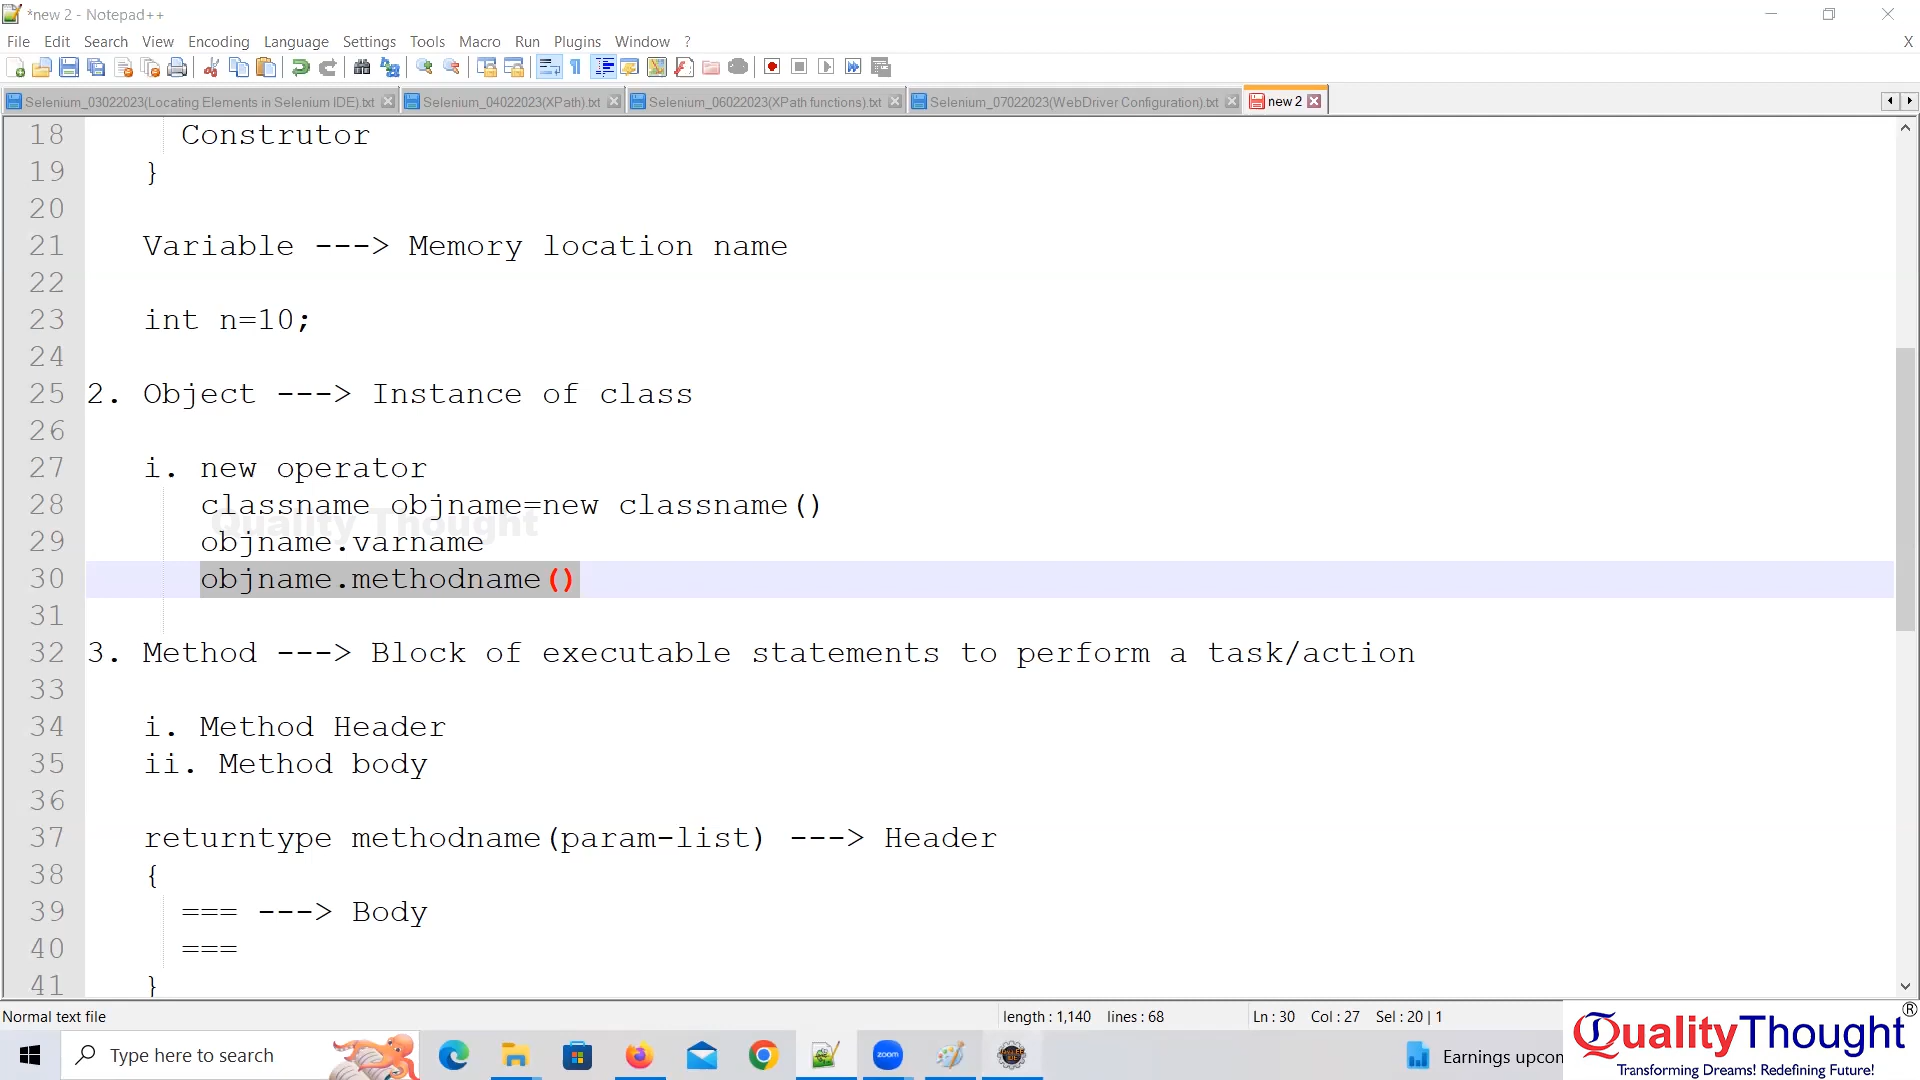 *new 2 - Notepad++
File Edit Search View Encoding Language Settings Tools Macro Run Plugins Window ? X
Selenium_03022023(Locating Elements in Selenium IDE).txt Selenium_04022023(XPath).txt Selenium_06022023(XPath functions).txt Selenium_07022023(WebDriver Configuration).txt new 2
18 Construtor
19 }
20
21 Variable ---> Memory location name
22
23 int n=10;
24
25 2. Object ---> Instance of class
26
27 i. new operator
28 classname objname=new classname()
Quality Thought
29 objname.varname
30 objname.methodname()
31
32 3. Method ---> Block of executable statements to perform a task/action
33
34 i. Method Header
35 ii. Method body
36
37 returntype methodname(param-list) ---> Header
38 {
39 === ---> Body
40 ===
41 }
Normal text file length : 1,140 lines : 68 Ln : 30 Col : 27 Sel : 20 | 1
Type here to search zoom Earnings upcon
QualityThought®
Transforming Dreams! Redefining Future!